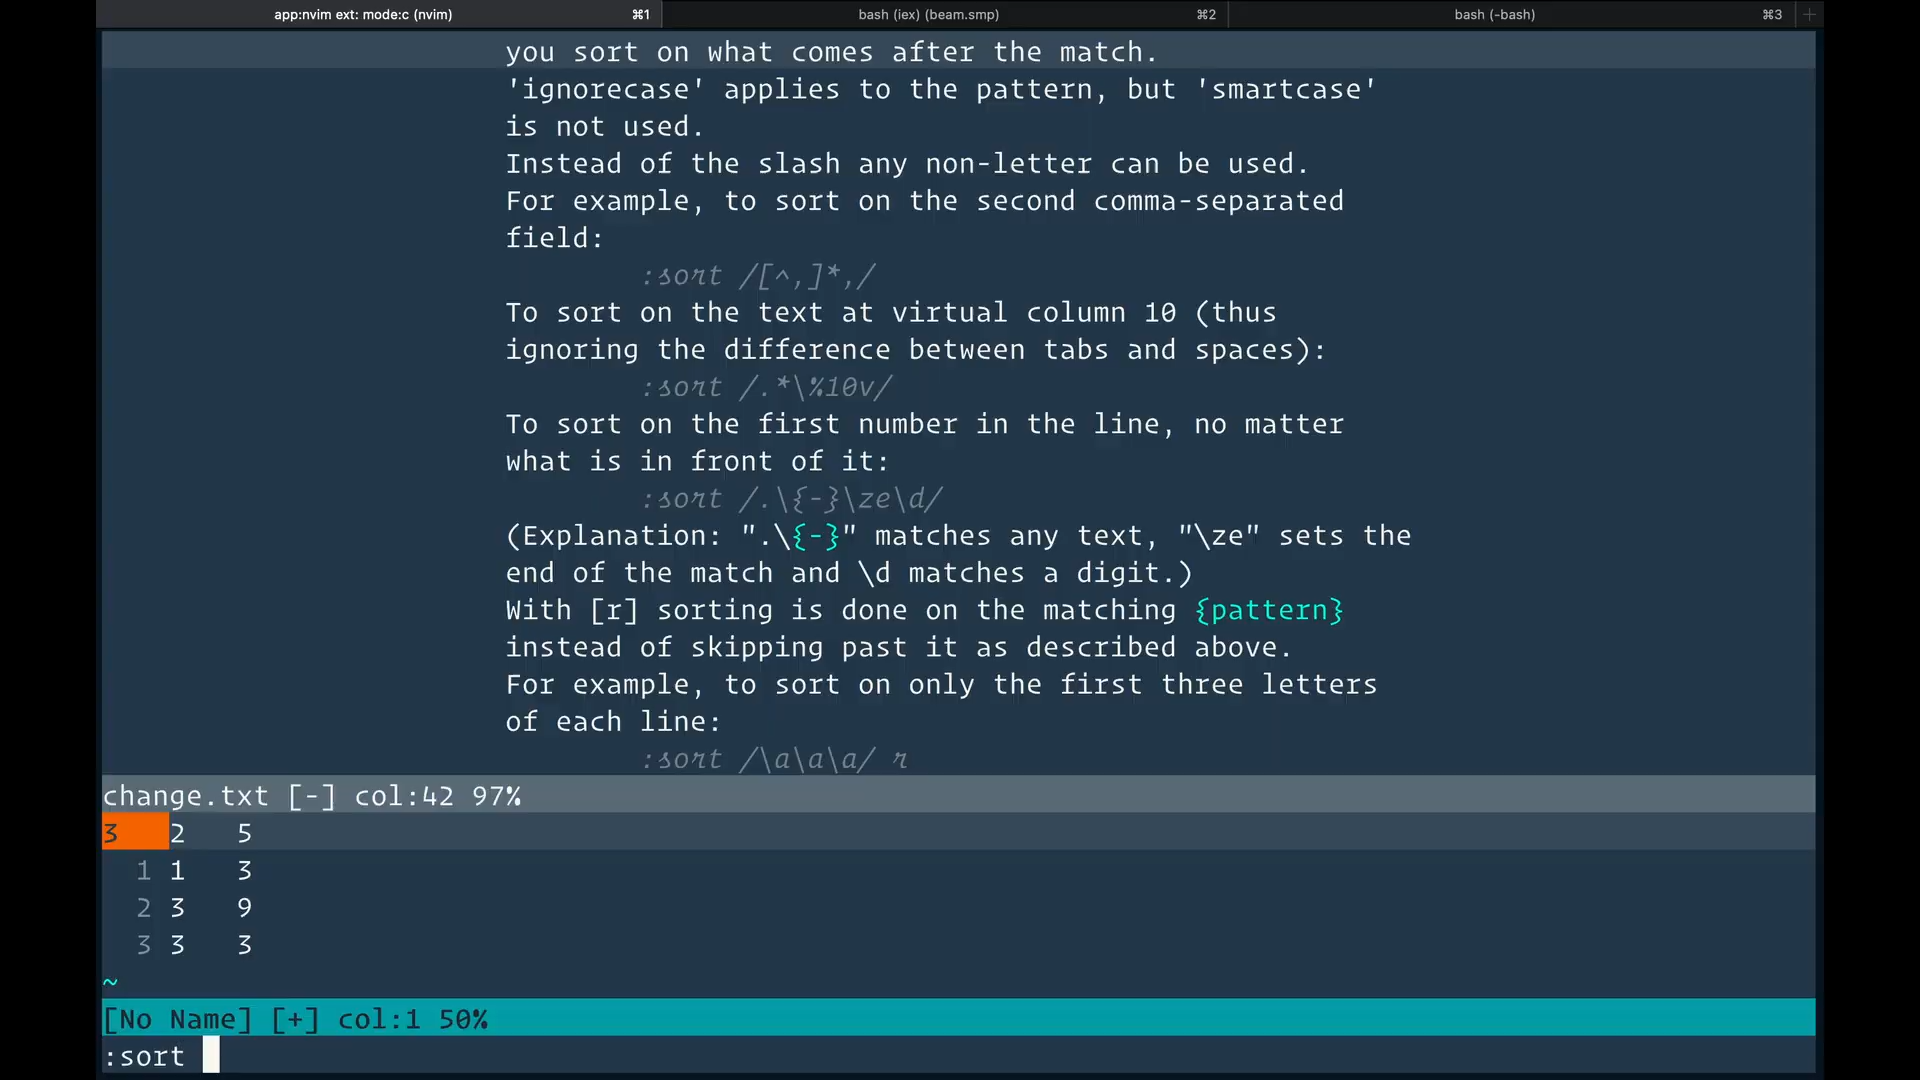 app:nvim ext: mode:c (nvim) ⌘1 bash (iex) (beam.smp) ⌘2 bash (-bash) ⌘3 +
you sort on what comes after the match.
'ignorecase' applies to the pattern, but 'smartcase'
is not used.
Instead of the slash any non-letter can be used.
For example, to sort on the second comma-separated
field:
:sort /[^,]*,/
To sort on the text at virtual column 10 (thus
ignoring the difference between tabs and spaces):
:sort /.*\%10v/
To sort on the first number in the line, no matter
what is in front of it:
:sort /.\{-}\ze\d/
(Explanation: ".\{-}" matches any text, "\ze" sets the
end of the match and \d matches a digit.)
With [r] sorting is done on the matching {pattern}
instead of skipping past it as described above.
For example, to sort on only the first three letters
of each line:
:sort /\a\a\a/ r
change.txt [-] col:42 97%
3 2 5
1 1 3
2 3 9
3 3 3
~
[No Name] [+] col:1 50%
:sort